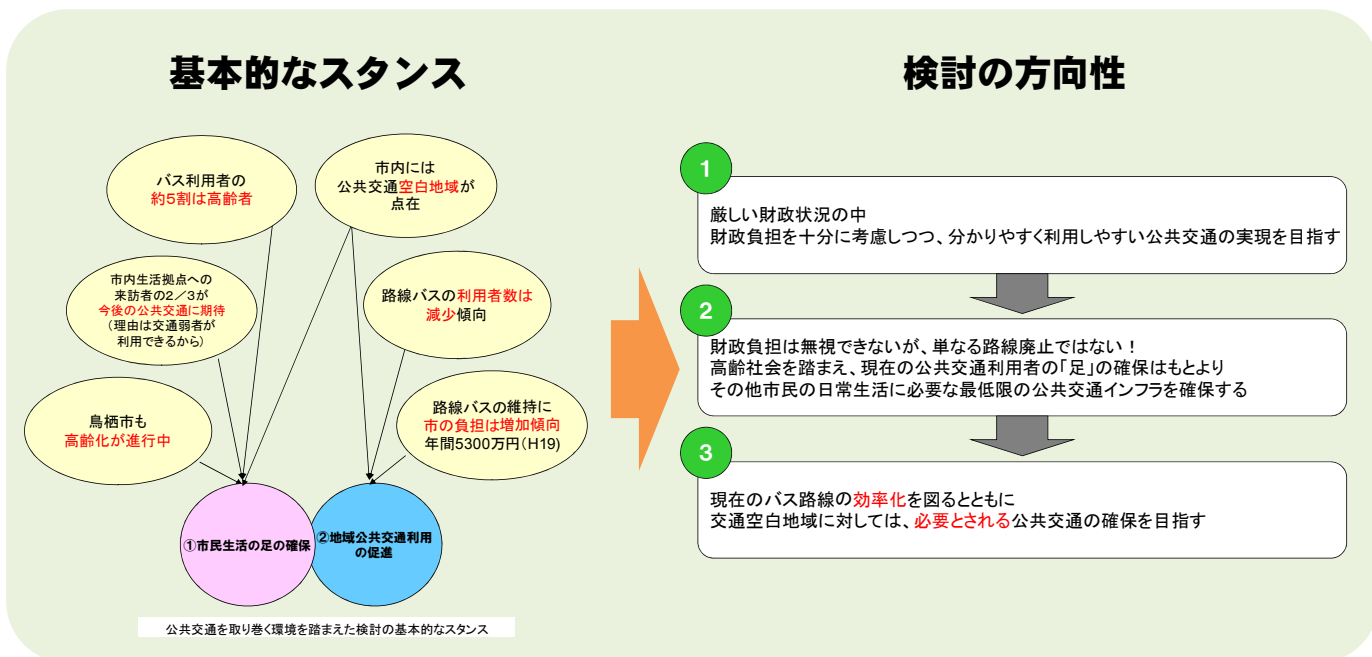 基本的なスタンス
バス利用者の
約5割は高齢者
市内には
公共交通空白地域が
点在
市内生活拠点への
来訪者の2/3が
今後の公共交通に期待
(理由は交通弱者が
利用できるから)
路線バスの利用者数は
減少傾向
鳥栖市も
高齢化が進行中
路線バスの維持に
市の負担は増加傾向
年間5300万円(H19)
①市民生活の足の確保
②地域公共交通利用
の促進
公共交通を取り巻く環境を踏まえた検討の基本的なスタンス
検討の方向性
1
厳しい財政状況の中
財政負担を十分に考慮しつつ、分かりやすく利用しやすい公共交通の実現を目指す
2
財政負担は無視できないが、単なる路線廃止ではない!
高齢社会を踏まえ、現在の公共交通利用者の「足」の確保はもとより
その他市民の日常生活に必要な最低限の公共交通インフラを確保する
3
現在のバス路線の効率化を図るとともに
交通空白地域に対しては、必要とされる公共交通の確保を目指す